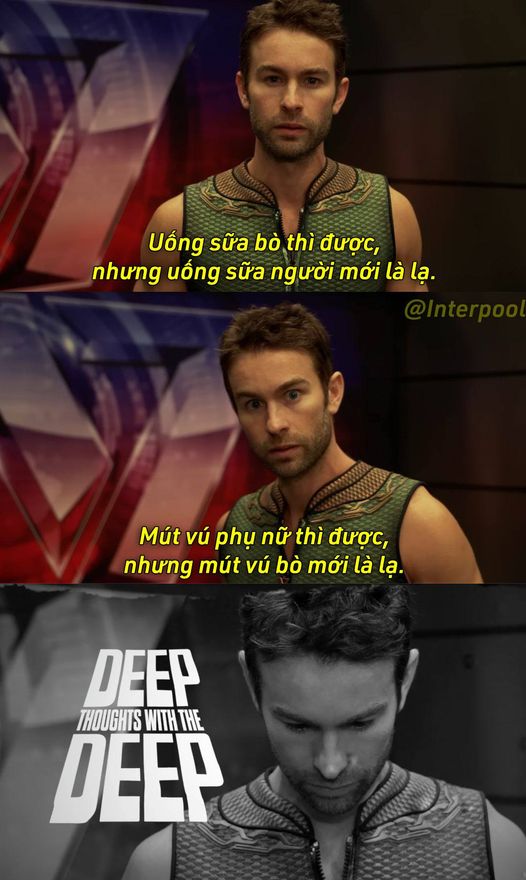 Uống sữa bò thì được,
nhưng uống sữa người mới là lạ.
@Interpool
Mút vú phụ nữ thì được,
nhưng mút vú bò mới là lạ.
DEEP
THOUGHTS WITH THE
DEEP